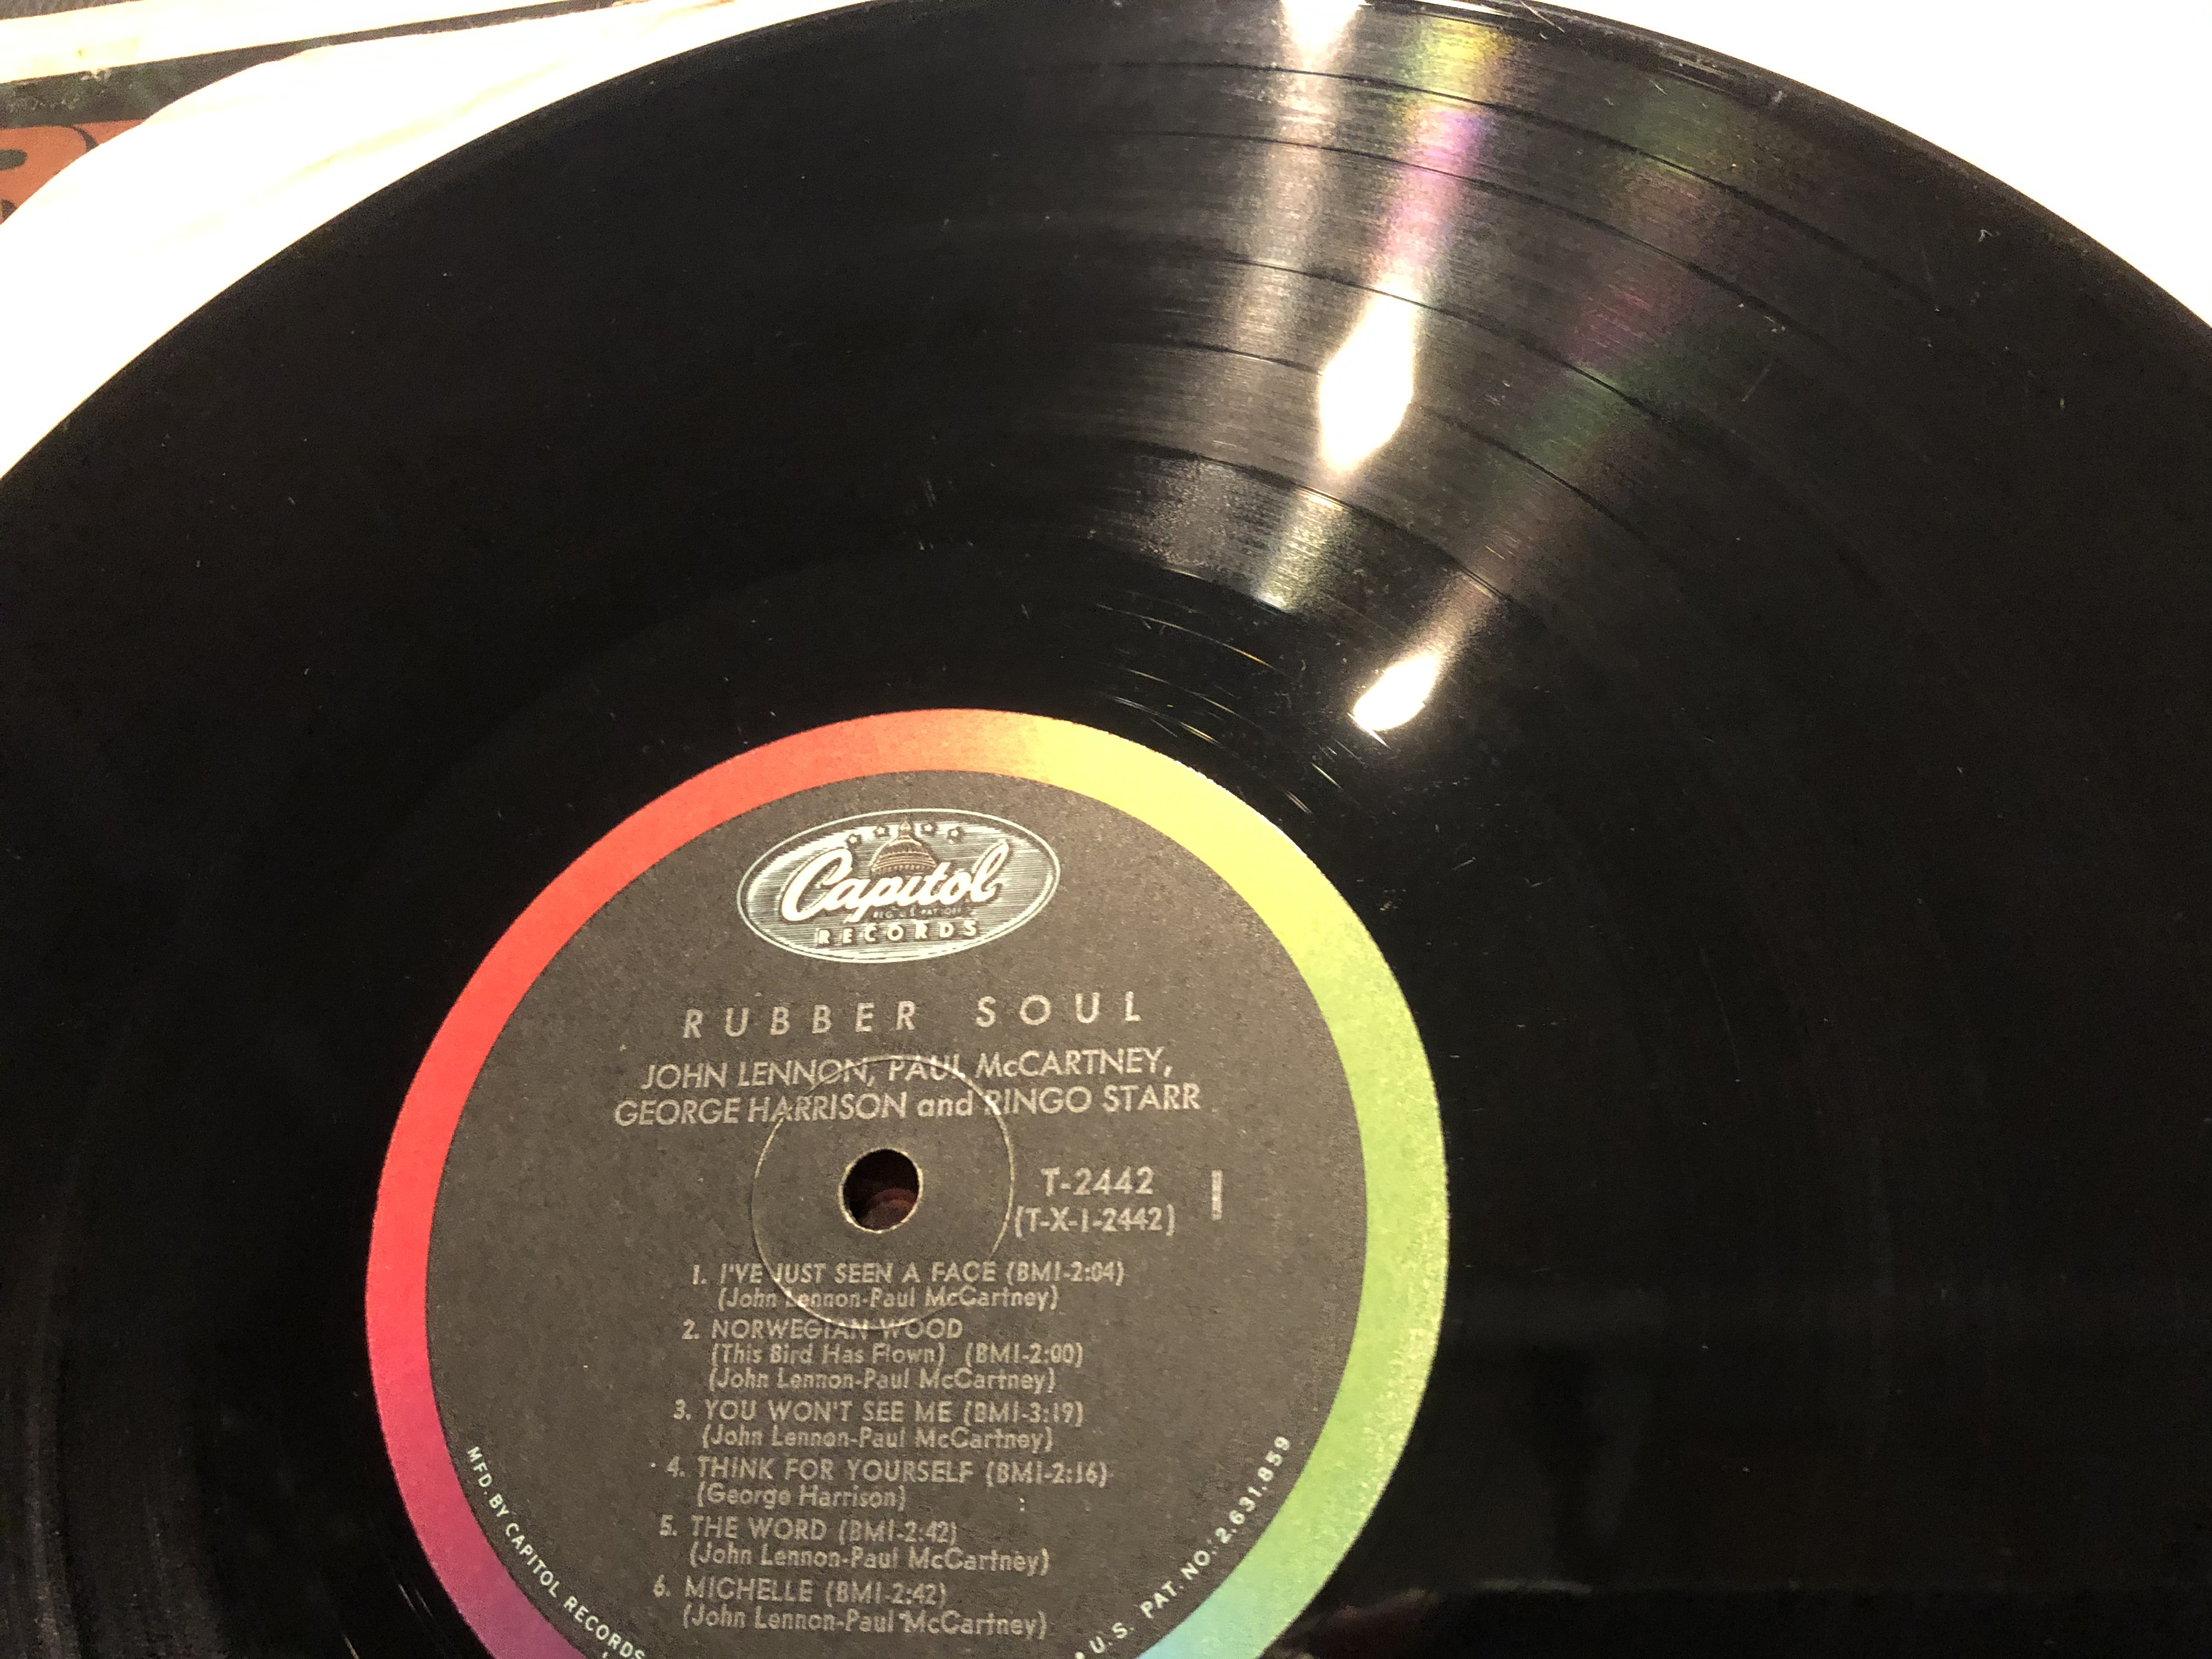 Capitol
REG. U.S. PAT. OFF.
RECORDS
RUBBER SOUL
JOHN LENNON, PAUL McCARTNEY,
GEORGE HARRISON and RINGO STARR
T-2442
(T-X-1-2442)
1
1. I'VE JUST SEEN A FACE (BMI-2:04)
(John Lennon-Paul McCartney)
2. NORWEGIAN WOOD
(This Bird Has Flown) (BMI-2:00)
(John Lennon-Paul McCartney)
3. YOU WON'T SEE ME (BMI-3:19)
(John Lennon-Paul McCartney)
4. THINK FOR YOURSELF (BMI-2:16)
(George Harrison)
5. THE WORD (BMI-2:42)
(John Lennon-Paul McCartney)
6. MICHELLE (BMI-2:42)
(John Lennon-Paul McCartney)
MFD. BY CAPITOL RECORDS
• U.S. PAT. NO. 2,631,859